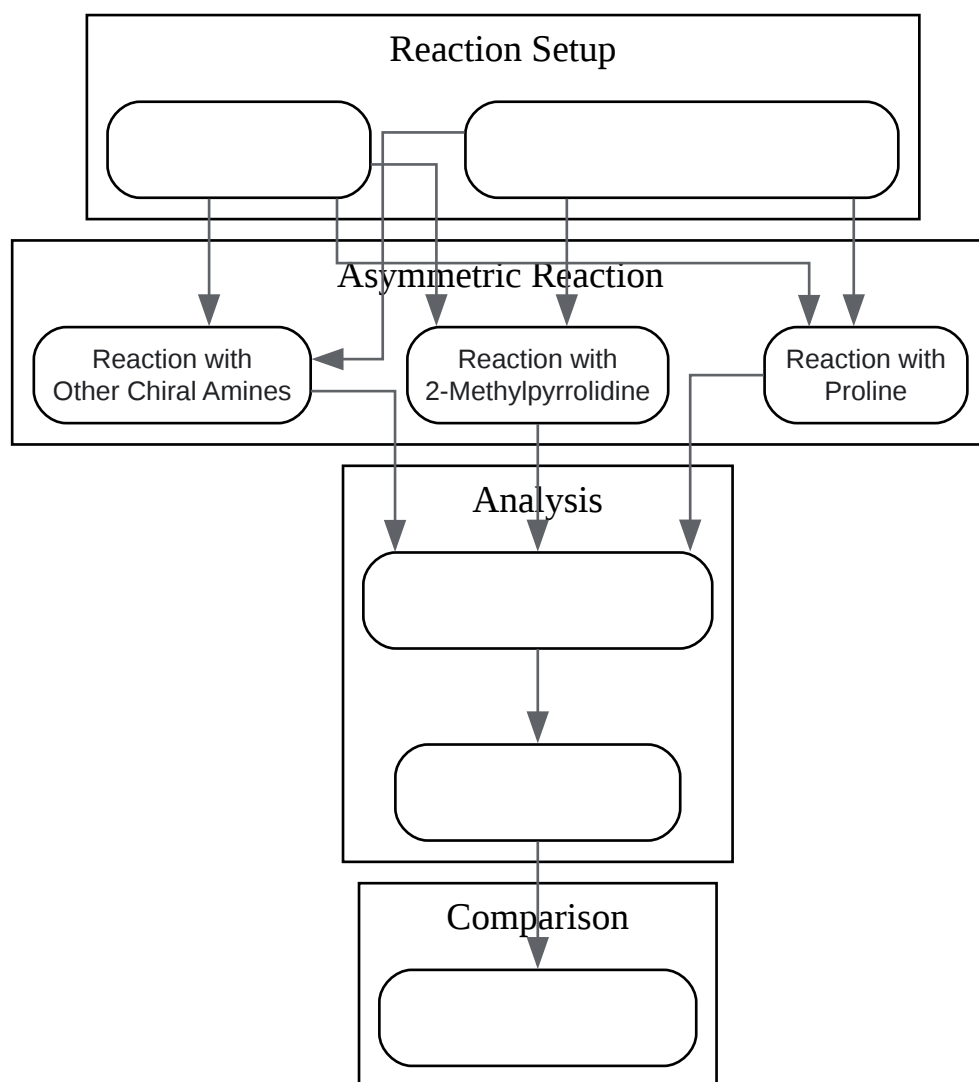 Reaction Setup
Asymmetric Reaction
Reaction with
Other Chiral Amines
Reaction with
2-Methylpyrrolidine
Reaction with
Proline
Analysis
Comparison